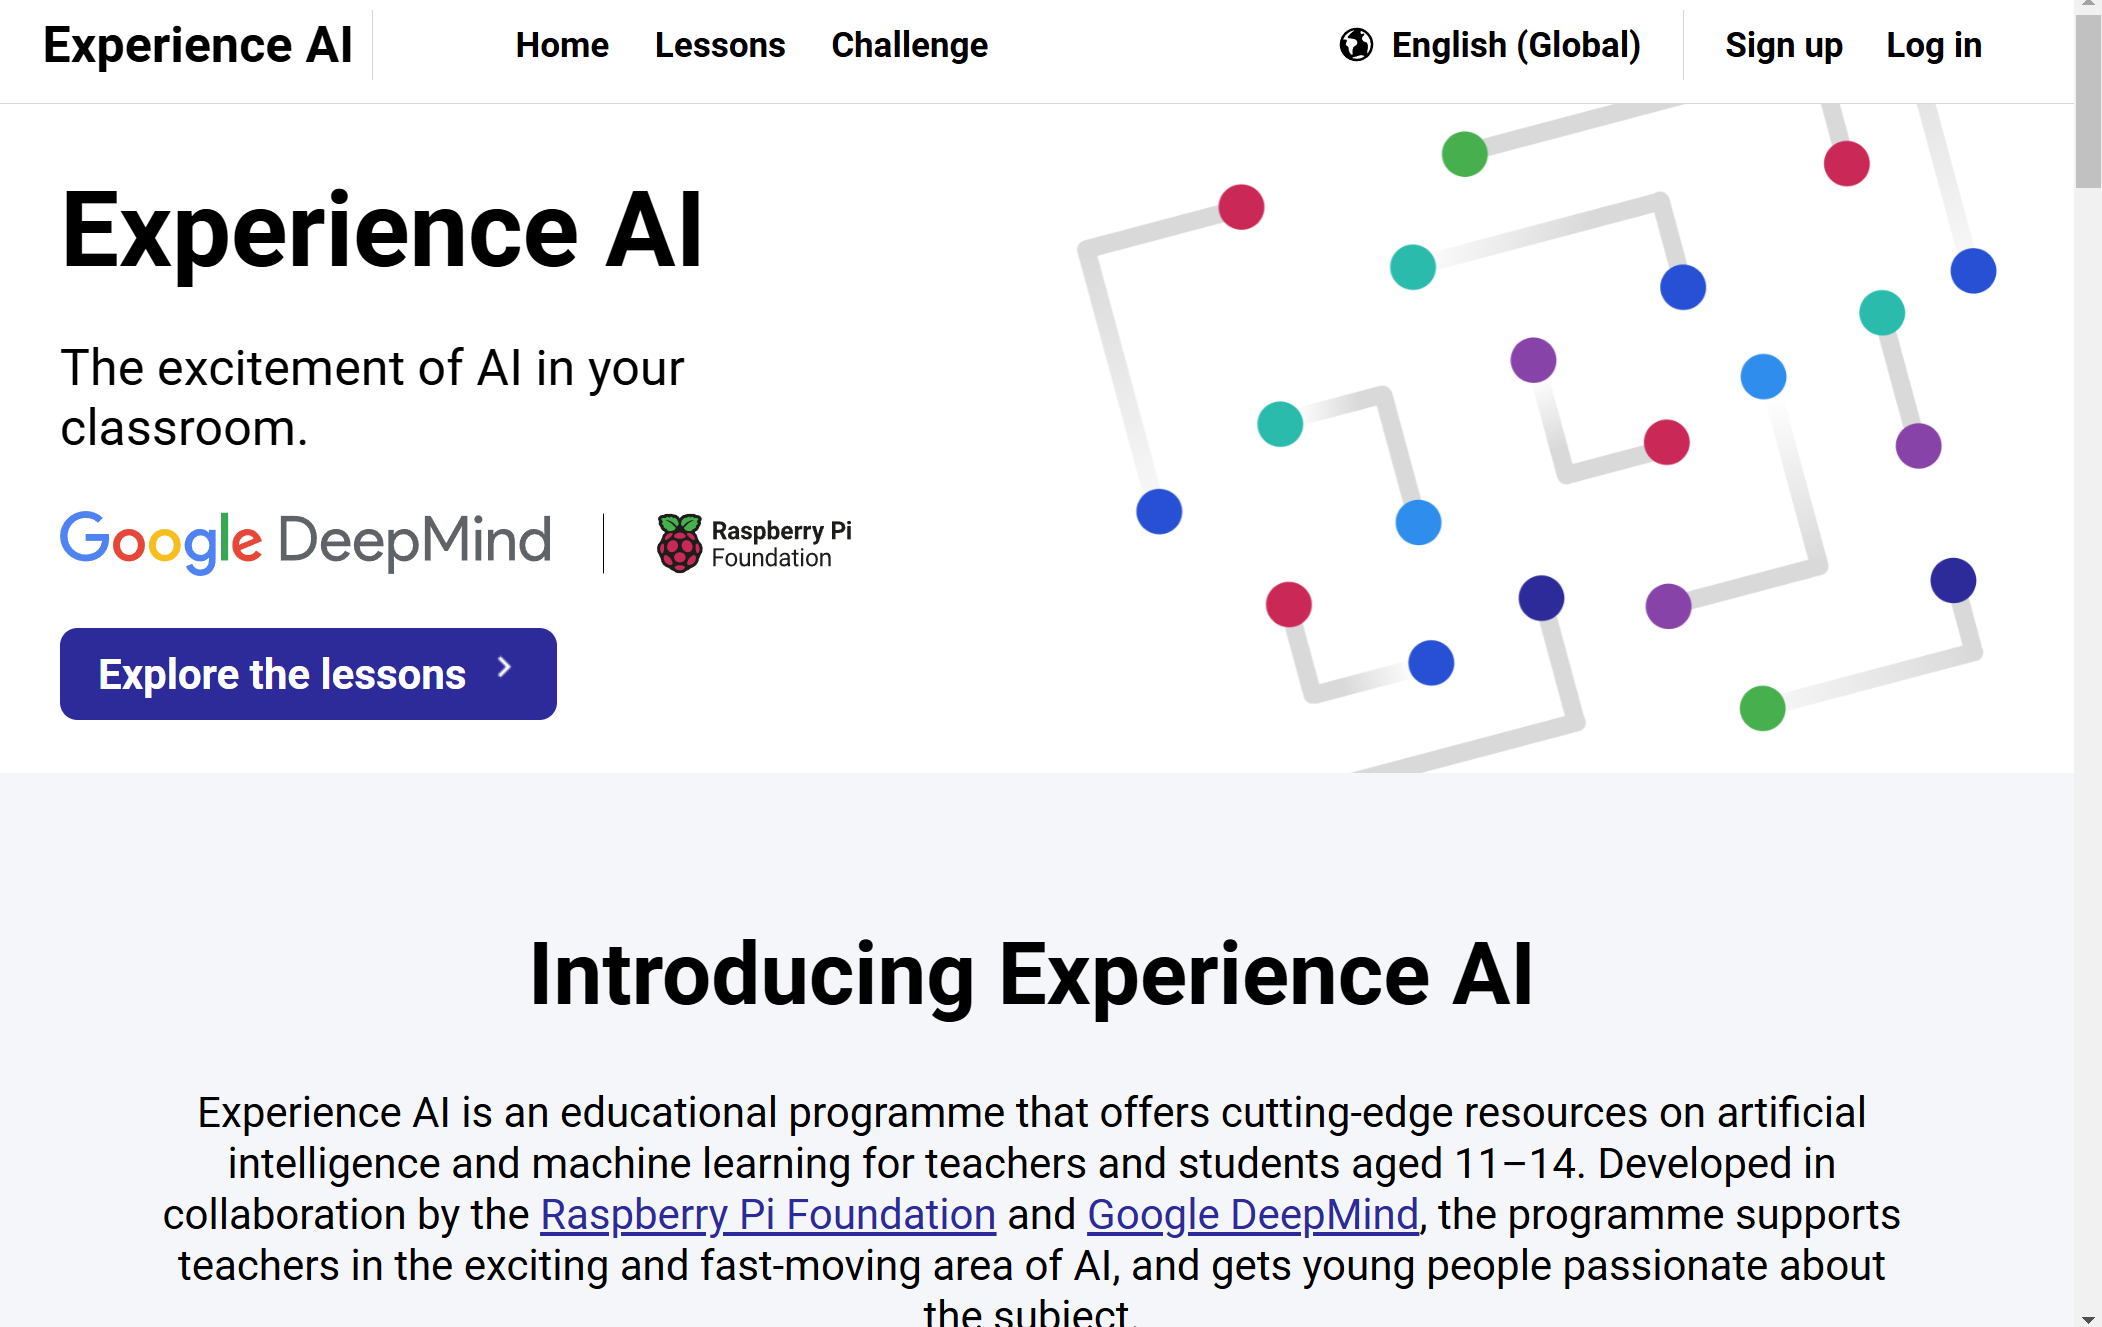 Experience AI
Home Lessons Challenge
English (Global)
Sign up Log in
Experience AI
The excitement of AI in your
classroom.
Google DeepMind
Raspberry Pi
Foundation
Explore the lessons
Introducing Experience AI
Experience AI is an educational programme that offers cutting-edge resources on artificial
intelligence and machine learning for teachers and students aged 11–14. Developed in
collaboration by the Raspberry Pi Foundation and Google DeepMind, the programme supports
teachers in the exciting and fast-moving area of AI, and gets young people passionate about
the subject.